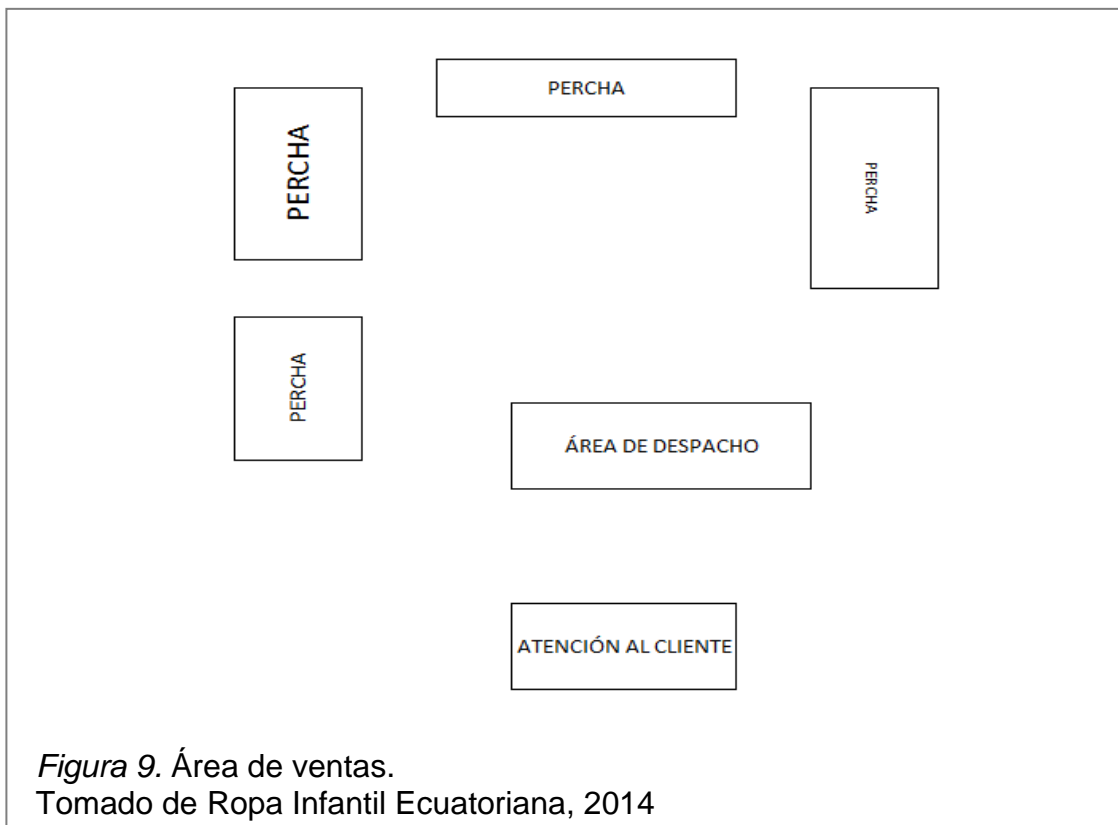 PERCHA
PERCHA
PERCHA
PERCHA
ÁREA DE DESPACHO
ATENCIÓN AL CLIENTE
Figura 9. Área de ventas.
Tomado de Ropa Infantil Ecuatoriana, 2014